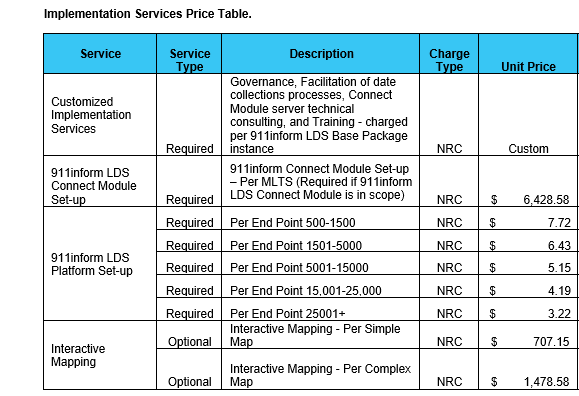 Implementation Services Price Table.
Service
Service
Type
Description
Charge
Type
Unit Price
Customized
Implementation
Services
Required
Governance, Facilitation of date
collections processes, Connect
Module server technical
consulting, and Training - charged
per 911inform LDS Base Package
instance
NRC
Custom
911inform LDS
Connect Module
Set-up
Required
911inform Connect Module Set-up
– Per MLTS (Required if 911inform
LDS Connect Module is in scope)
NRC
$ 6,428.58
911inform LDS
Platform Set-up
Required
Per End Point 500-1500
NRC
$ 7.72
Required
Per End Point 1501-5000
NRC
$ 6.43
Required
Per End Point 5001-15000
NRC
$ 5.15
Required
Per End Point 15,001-25,000
NRC
$ 4.19
Required
Per End Point 25001+
NRC
$ 3.22
Interactive
Mapping
Optional
Interactive Mapping - Per Simple
Map
NRC
$ 707.15
Optional
Interactive Mapping - Per Complex
Map
NRC
$ 1,478.58